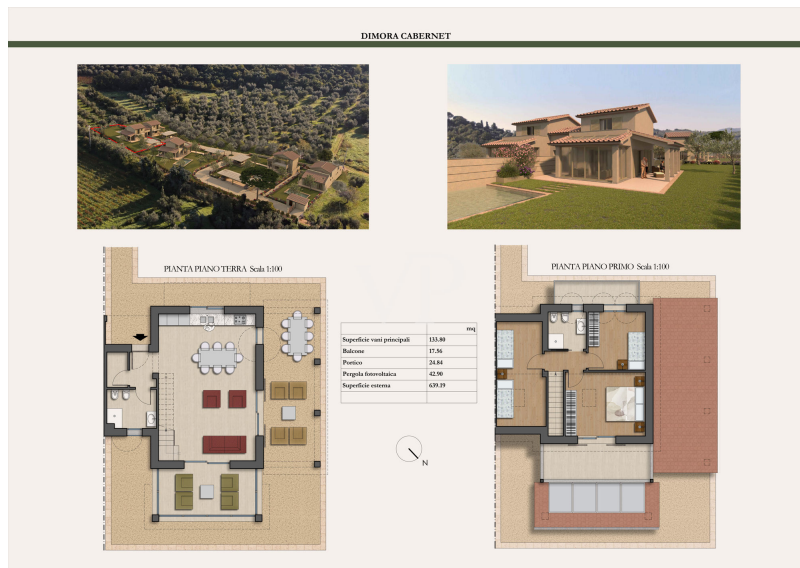 DIMORA CABERNET
PIANTA PIANO TERRA Scala 1:100
PIANTA PIANO PRIMO Scala 1:100
VP
mq
Superficie vani principali 133.80
Balcone 17.56
Portico 24.84
Pergola fotovoltaica 42.90
Superficie esterna 639.19
N